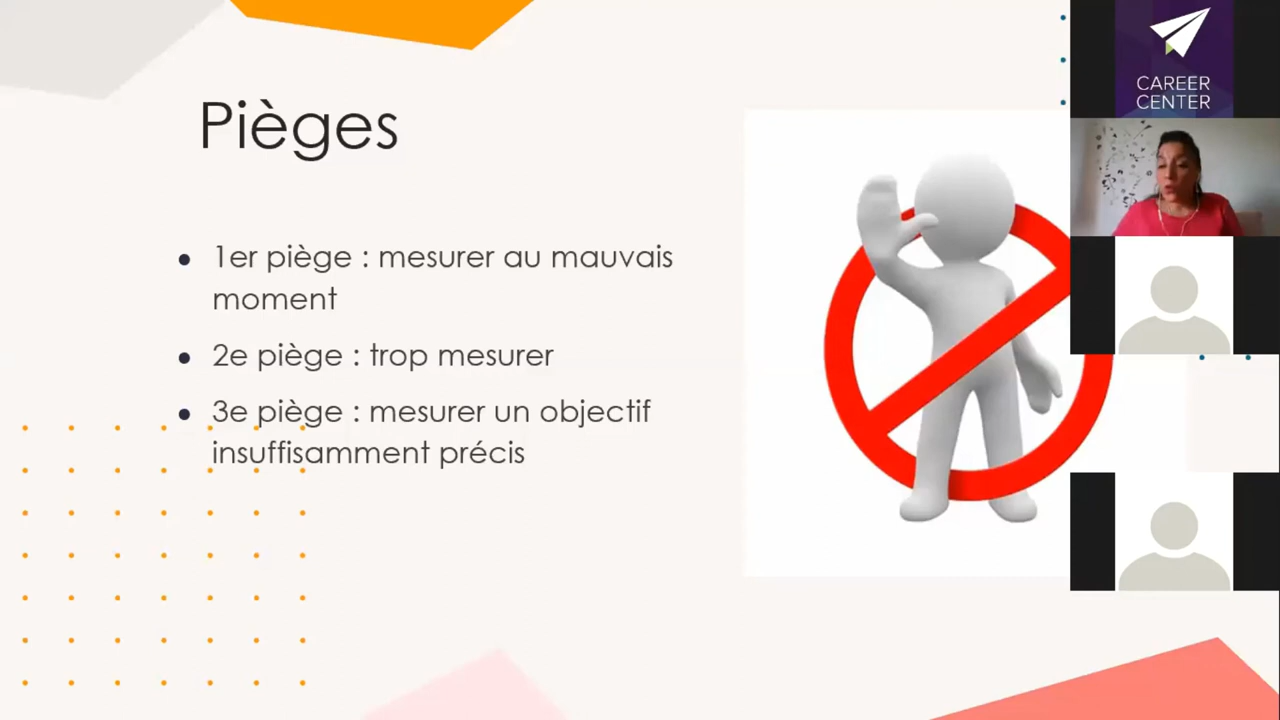 Pièges
1er piège : mesurer au mauvais
moment
2e piège : trop mesurer
3e piège : mesurer un objectif
insuffisamment précis
CAREER
CENTER